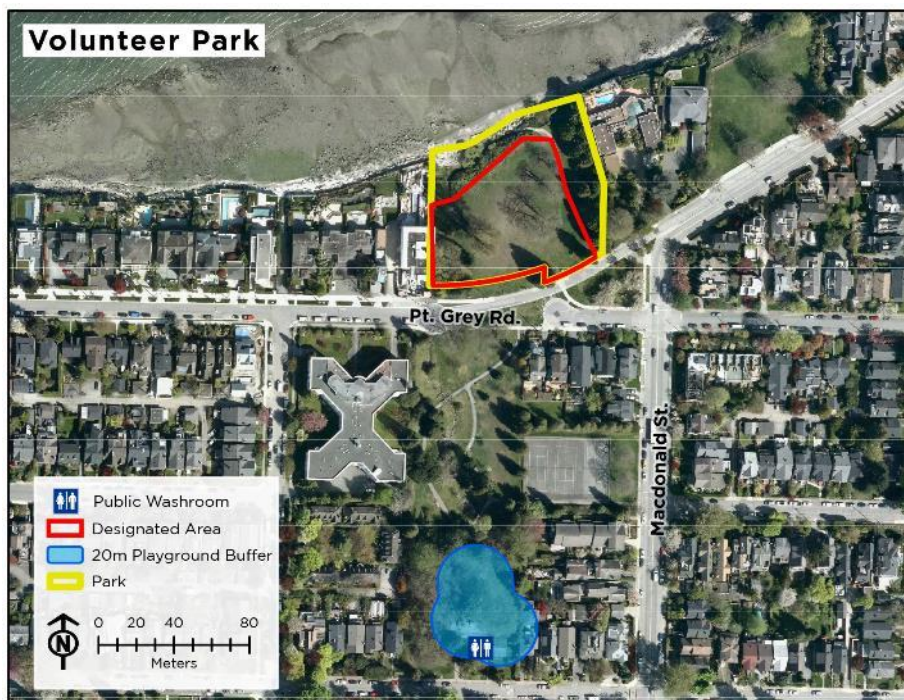 Volunteer Park
Pt. Grey Rd.
Macdonald St.
Public Washroom
Designated Area
20m Playground Buffer
Park
N
0 20 40 80
Meters